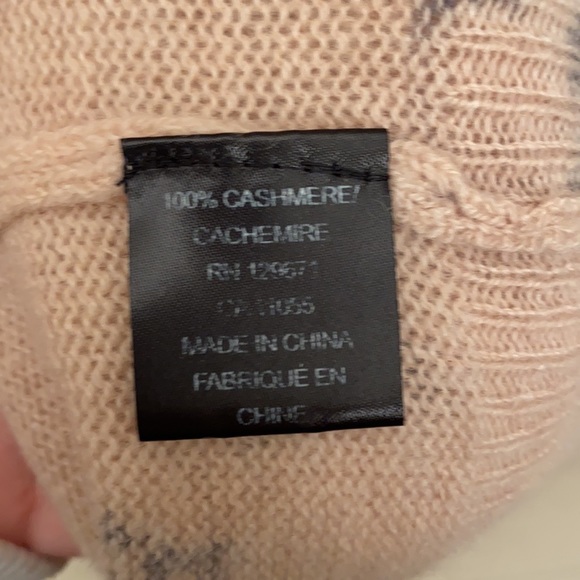 100% CASHMERE/
CACHEMIRE
RN 129671
MADE IN CHINA
FABRIQUÉ EN
CHINE